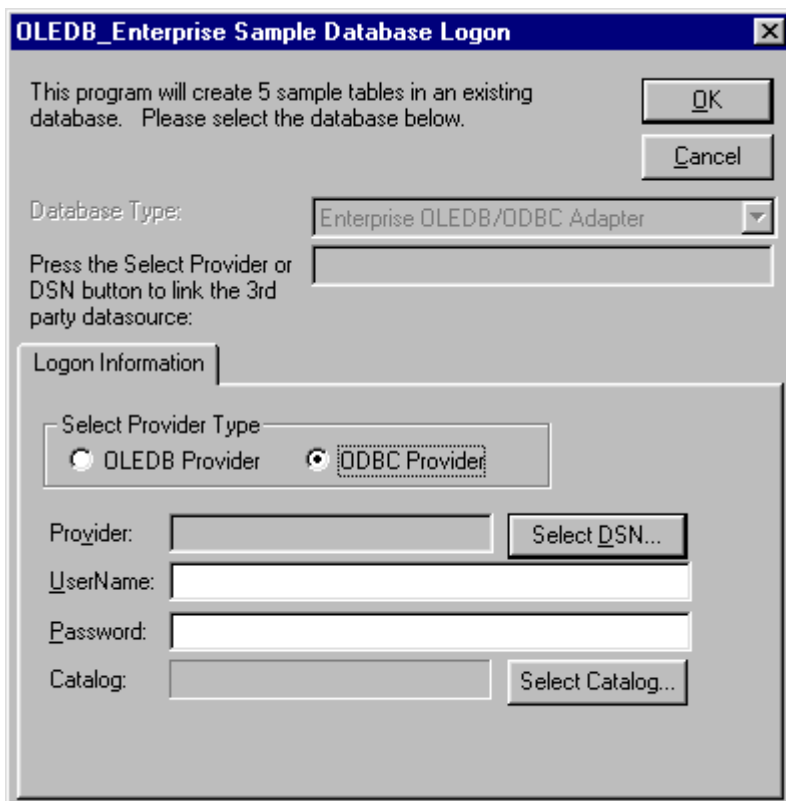 OLEDB_Enterprise Sample Database Logon
This program will create 5 sample tables in an existing
database.   Please select the database below.
OK
Cancel
Database Type:
Enterprise OLEDB/ODBC Adapter
Press the Select Provider or
DSN button to link the 3rd
party datasource:
Logon Information
Select Provider Type
OLEDB Provider
ODBC Provider
Provider:
Select DSN...
UserName:
Password:
Catalog:
Select Catalog...